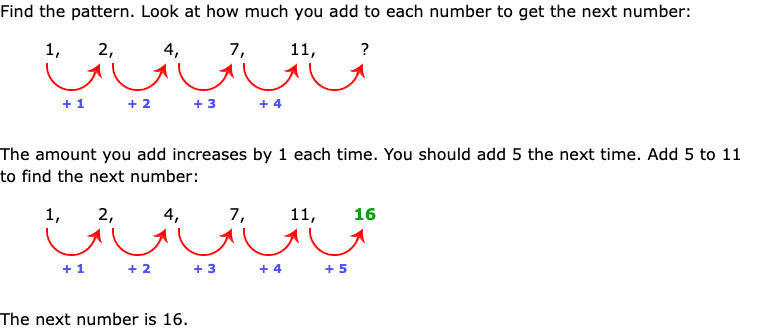 Find the pattern. Look at how much you add to each number to get the next number:
1, 2, 4, 7, 11, ?
+ 1 + 2 + 3 + 4
The amount you add increases by 1 each time. You should add 5 the next time. Add 5 to 11
to find the next number:
1, 2, 4, 7, 11, 16
+ 1 + 2 + 3 + 4 + 5
The next number is 16.